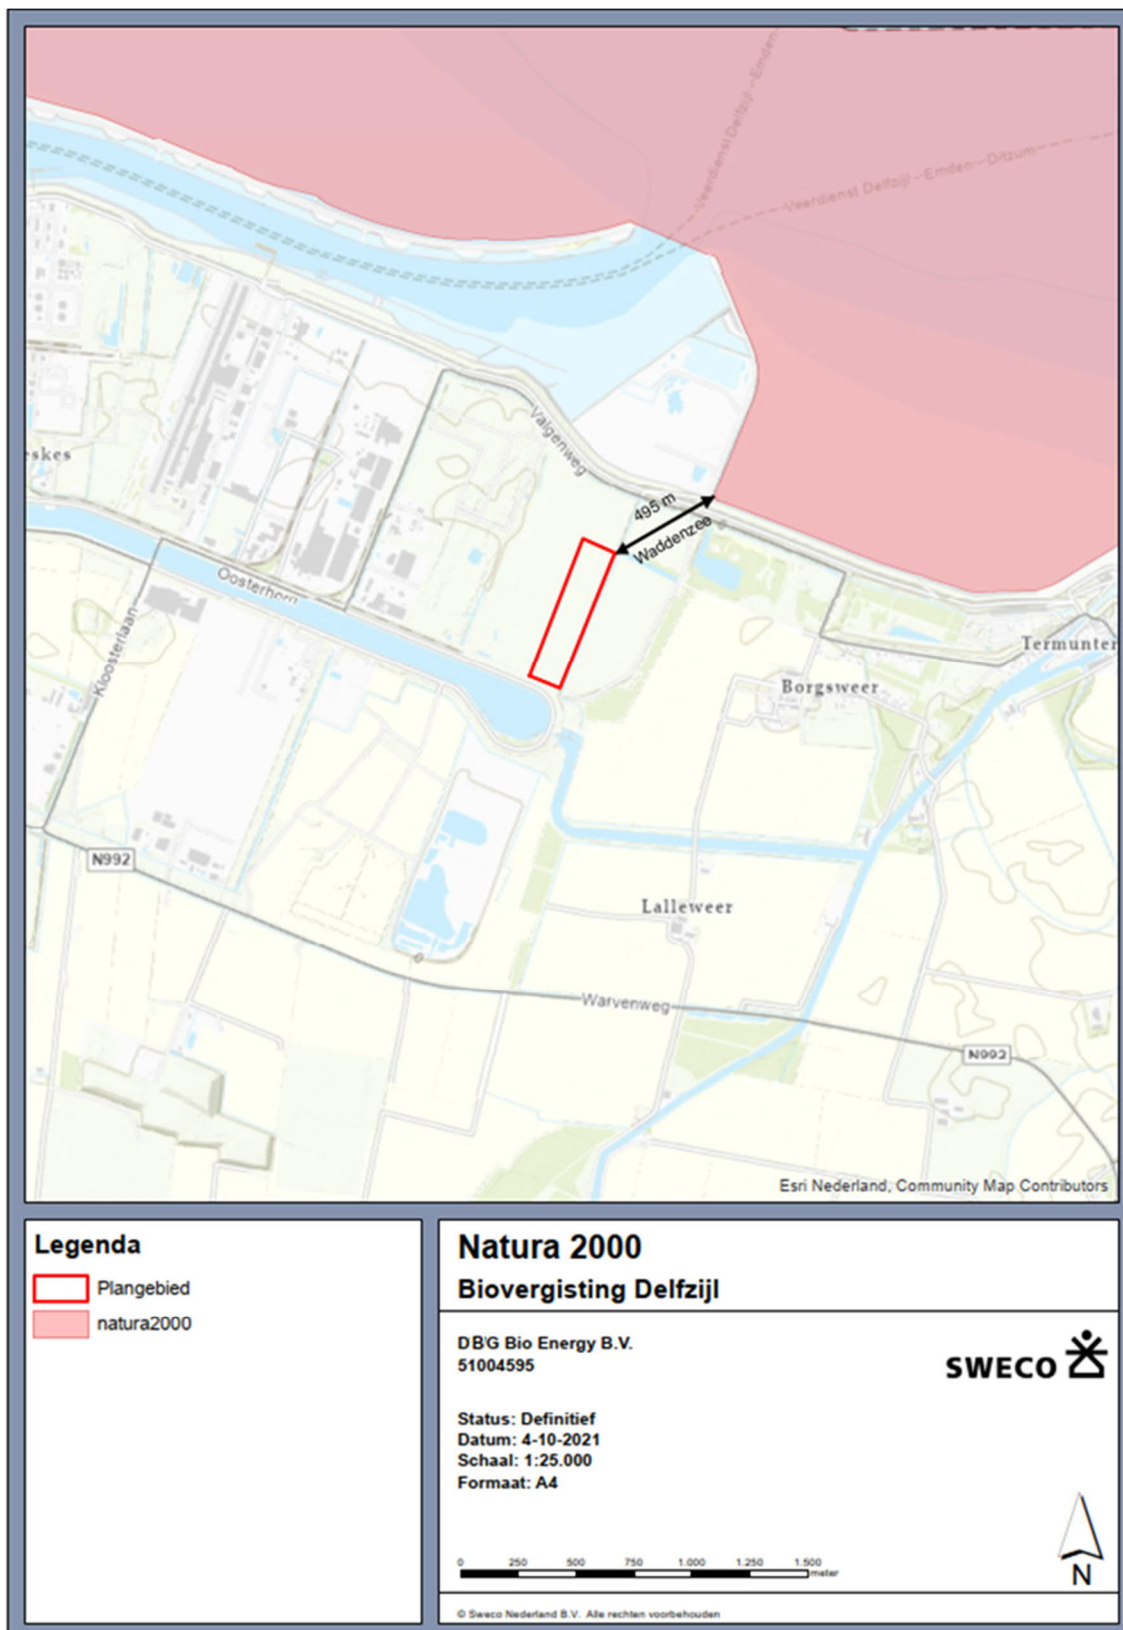 Veerdienst Delfzijl - Emden
Veerdienst Delfzijl - Emden - Ditzum
Valgenweg
eskes
495 m
Waddenzee
Oosterhorn
Kloosterlaan
Termunter
Borgsweer
N992
Lalleweer
Warvenweg
N992
Esri Nederland, Community Map Contributors
Legenda
Plangebied
natura2000
Natura 2000
Biovergisting Delfzijl
DBG Bio Energy B.V.
51004595
SWECO
Status: Definitief
Datum: 4-10-2021
Schaal: 1:25.000
Formaat: A4
0 250 500 750 1.000 1.250 1.500
meter
N
© Sweco Nederland B.V. Alle rechten voorbehouden